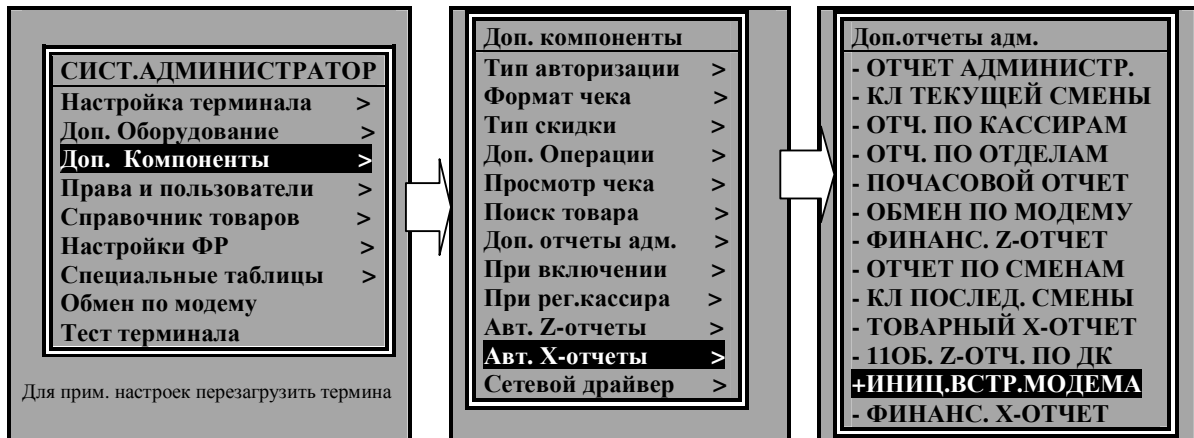 СИСТ.АДМИНИСТРАТОР
Настройка терминала >
Доп. Оборудование >
Доп. Компоненты >
Права и пользователи >
Справочник товаров >
Настройки ФР >
Специальные таблицы >
Обмен по модему
Тест терминала
Для прим. настроек перезагрузить термина
Доп. компоненты
Тип авторизации >
Формат чека >
Тип скидки >
Доп. Операции >
Просмотр чека >
Поиск товара >
Доп. отчеты адм. >
При включении >
При рег.кассира >
Авт. Z-отчеты >
Авт. X-отчеты >
Сетевой драйвер >
Доп.отчеты адм.
- ОТЧЕТ АДМИНИСТР.
- КЛ ТЕКУЩЕЙ СМЕНЫ
- ОТЧ. ПО КАССИРАМ
- ОТЧ. ПО ОТДЕЛАМ
- ПОЧАСОВОЙ ОТЧЕТ
- ОБМЕН ПО МОДЕМУ
- ФИНАНС. Z-ОТЧЕТ
- ОТЧЕТ ПО СМЕНАМ
- КЛ ПОСЛЕД. СМЕНЫ
- ТОВАРНЫЙ X-ОТЧЕТ
- 11ОБ. Z-ОТЧ. ПО ДК
+ИНИЦ.ВСТР.МОДЕМА
- ФИНАНС. X-ОТЧЕТ